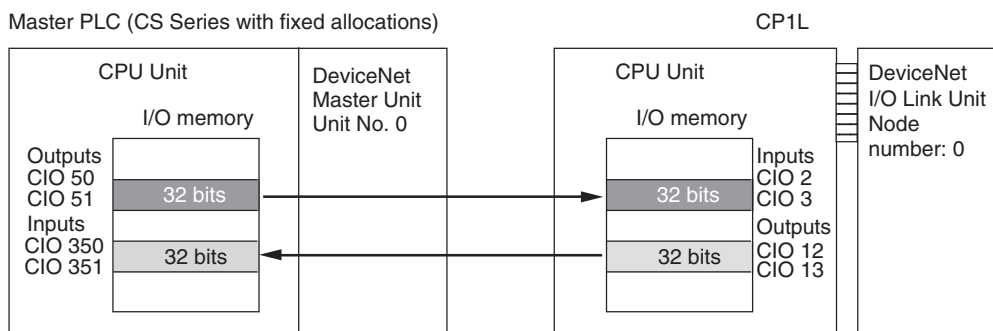 Master PLC (CS Series with fixed allocations)
CP1L
CPU Unit
DeviceNet
Master Unit
Unit No. 0
I/O memory
Outputs
CIO 50
CIO 51
32 bits
Inputs
CIO 350
CIO 351
32 bits
CPU Unit
I/O memory
Inputs
CIO 2
CIO 3
32 bits
Outputs
CIO 12
CIO 13
32 bits
DeviceNet
I/O Link Unit
Node
number: 0